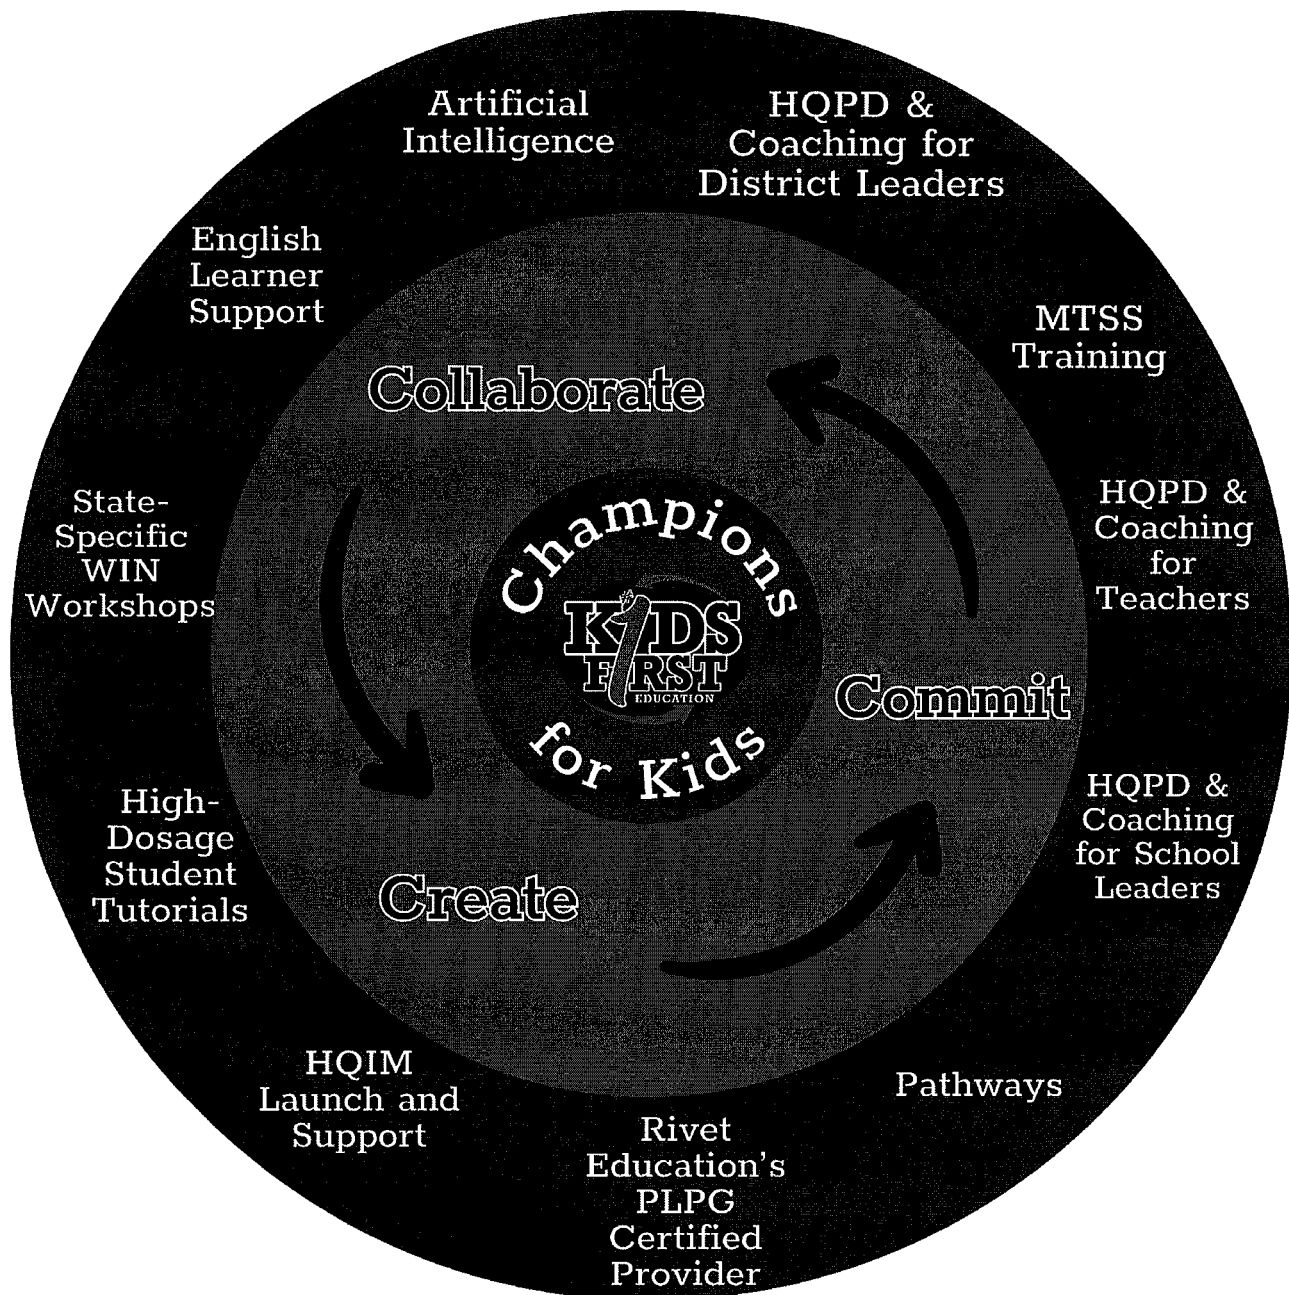 Artificial
Intelligence
HQPD &
Coaching for
District Leaders
MTSS
Training
HQPD &
Coaching
for
Teachers
HQPD &
Coaching
for School
Leaders
Pathways
Rivet
Education's
PLPG
Certified
Provider
HQIM
Launch and
Support
High-
Dosage
Student
Tutorials
State-
Specific
WIN
Workshops
English
Learner
Support
Collaborate
Create
Commit
Champions
KIDS
FIRST
EDUCATION
for Kids